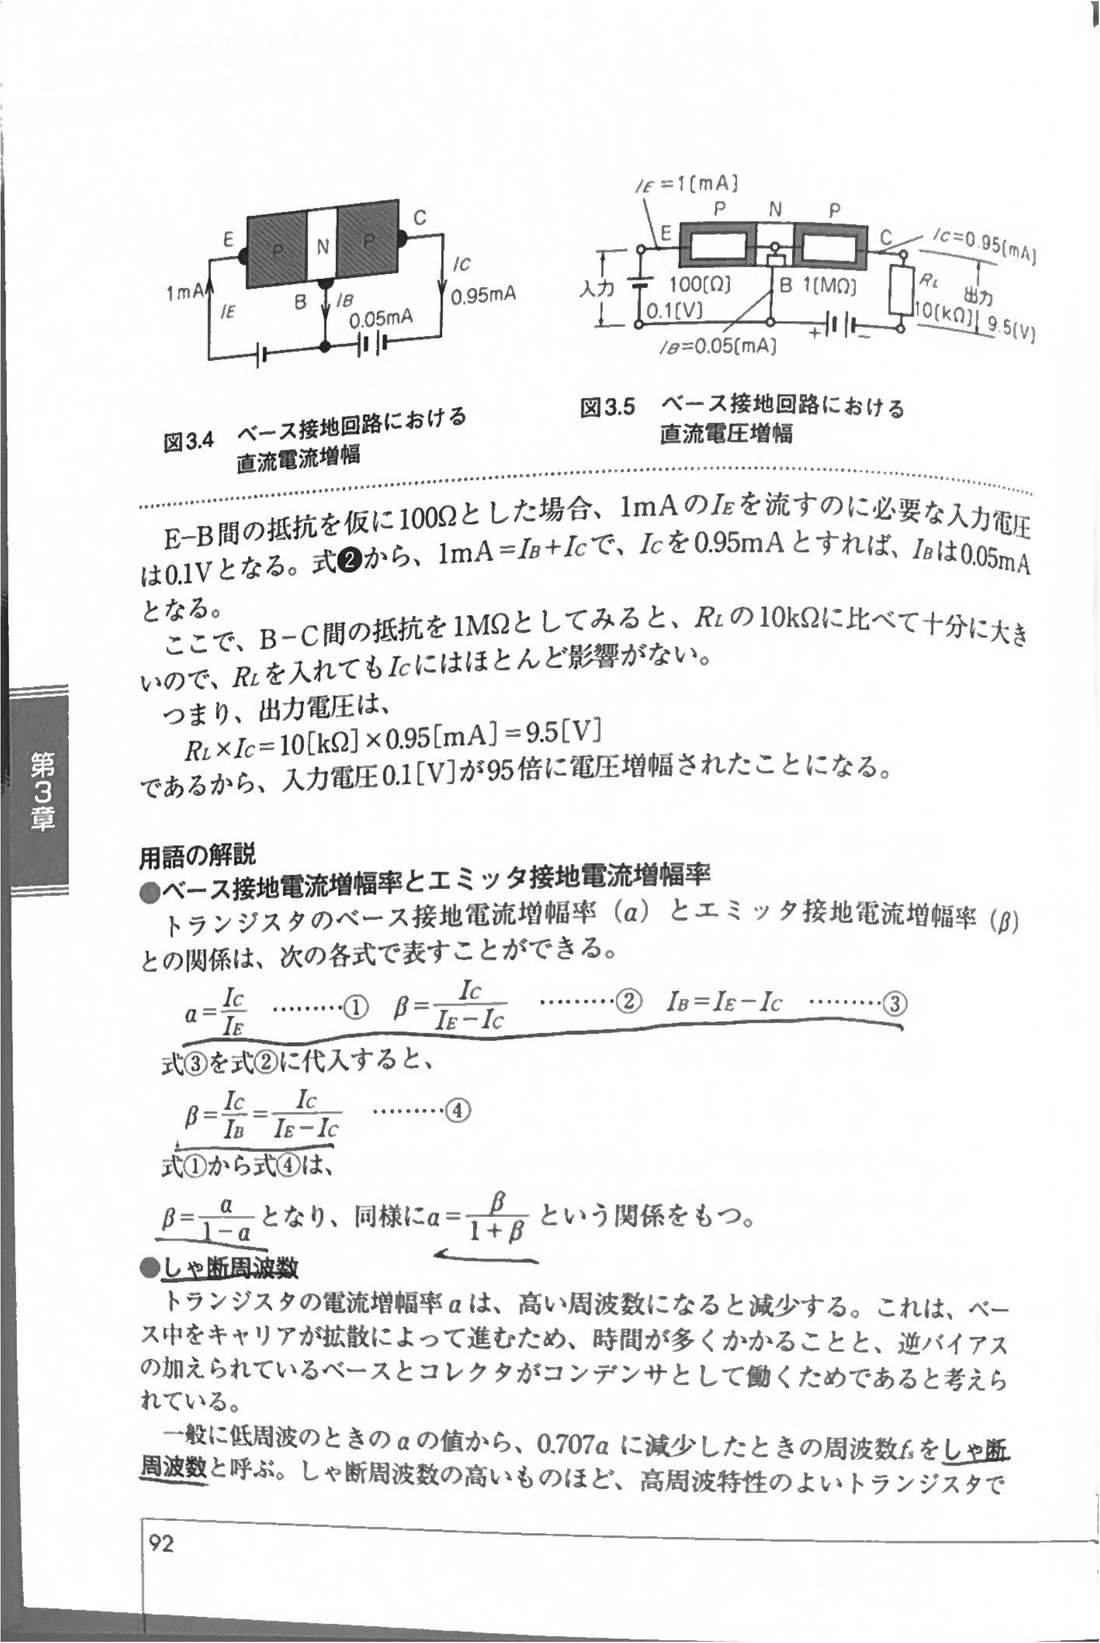 IE=1[mA]
P N P
E C
IC=0.95[mA]
入力 100[Ω] B 1[MΩ] RL 出力
0.1[V] 10[kΩ] 9.5[V]
+ −
IB=0.05[mA]
P N P
E C
1mA IE B IB IC
0.05mA 0.95mA
図3.4 ベース接地回路における
直流電流増幅
図3.5 ベース接地回路における
直流電圧増幅
E−B間の抵抗を仮に100Ωとした場合、1mAのIEを流すのに必要な入力電圧
は0.1Vとなる。式❷から、1mA=IB+ICで、ICを0.95mAとすれば、IBは0.05mA
となる。
ここで、B−C間の抵抗を1MΩとしてみると、RLの10kΩに比べて十分に大き
いので、RLを入れてもICにはほとんど影響がない。
つまり、出力電圧は、
RL×IC=10[kΩ]×0.95[mA]=9.5[V]
であるから、入力電圧0.1[V]が95倍に電圧増幅されたことになる。
第3章
用語の解説
●ベース接地電流増幅率とエミッタ接地電流増幅率
トランジスタのベース接地電流増幅率(α)とエミッタ接地電流増幅率(β)
との関係は、次の各式で表すことができる。
α=IC/IE ………① β=IC/(IE−IC) ………② IB=IE−IC ………③
式③を式②に代入すると、
β=IC/IB=IC/(IE−IC) ………④
式①から式④は、
β=α/(1−α)となり、同様にα=β/(1+β)という関係をもつ。
●しゃ断周波数
トランジスタの電流増幅率αは、高い周波数になると減少する。これは、ベー
ス中をキャリアが拡散によって進むため、時間が多くかかることと、逆バイアス
の加えられているベースとコレクタがコンデンサとして働くためであると考えら
れている。
一般に低周波のときのαの値から、0.707αに減少したときの周波数fsをしゃ断
周波数と呼ぶ。しゃ断周波数の高いものほど、高周波特性のよいトランジスタで
92